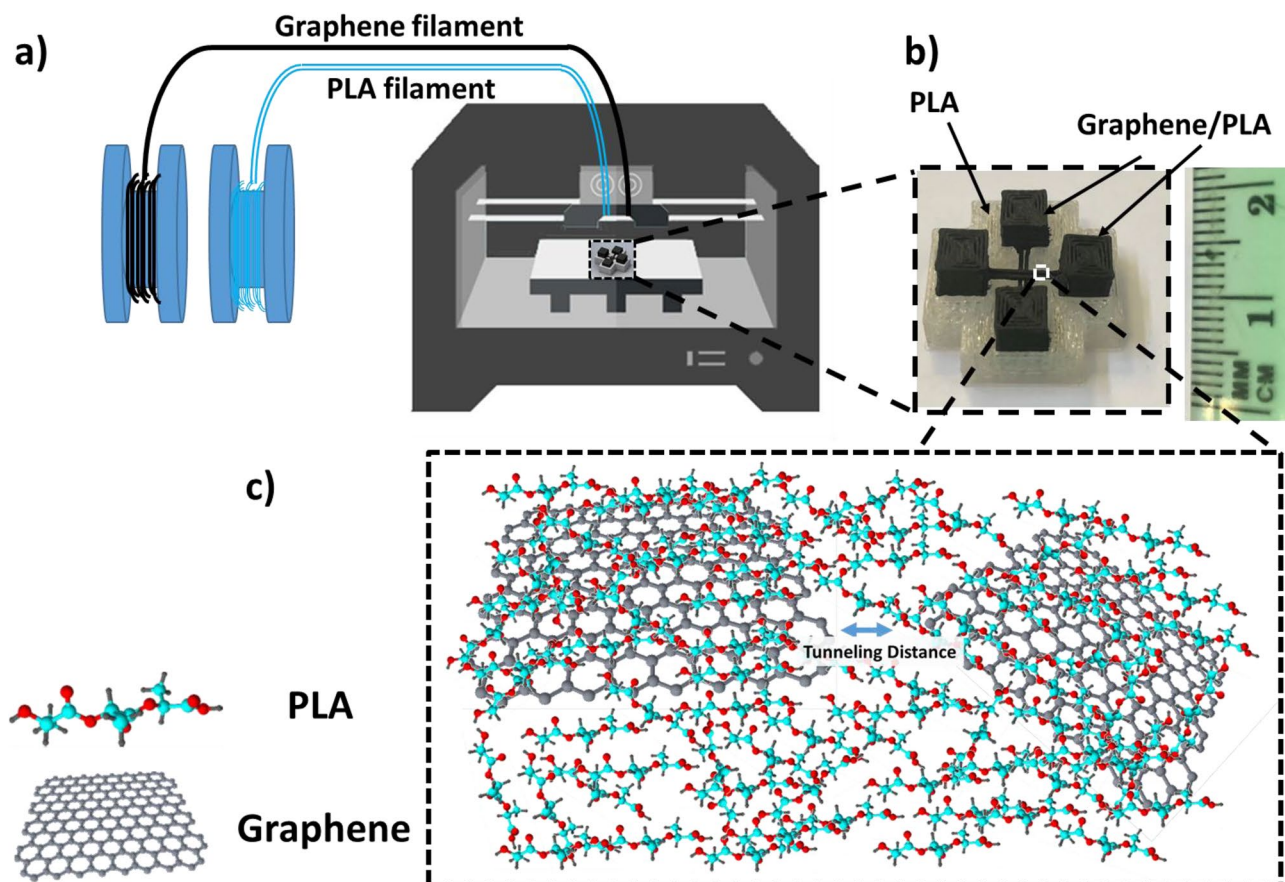 a)
Graphene filament
PLA filament
b)
PLA
Graphene/PLA
2
1
MM
CM
c)
Tunneling Distance
PLA
Graphene